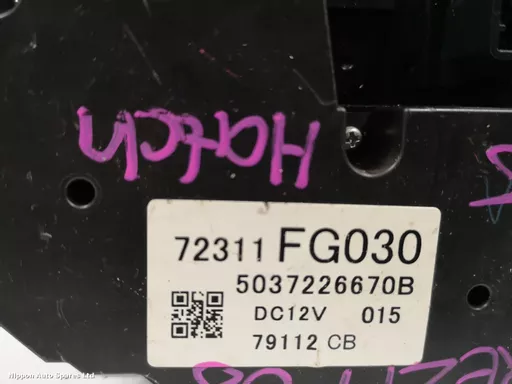 Hatch
72311 FG030
5037226670B
DC12V 015
79112 CB
Nippon Auto Spares Ltd